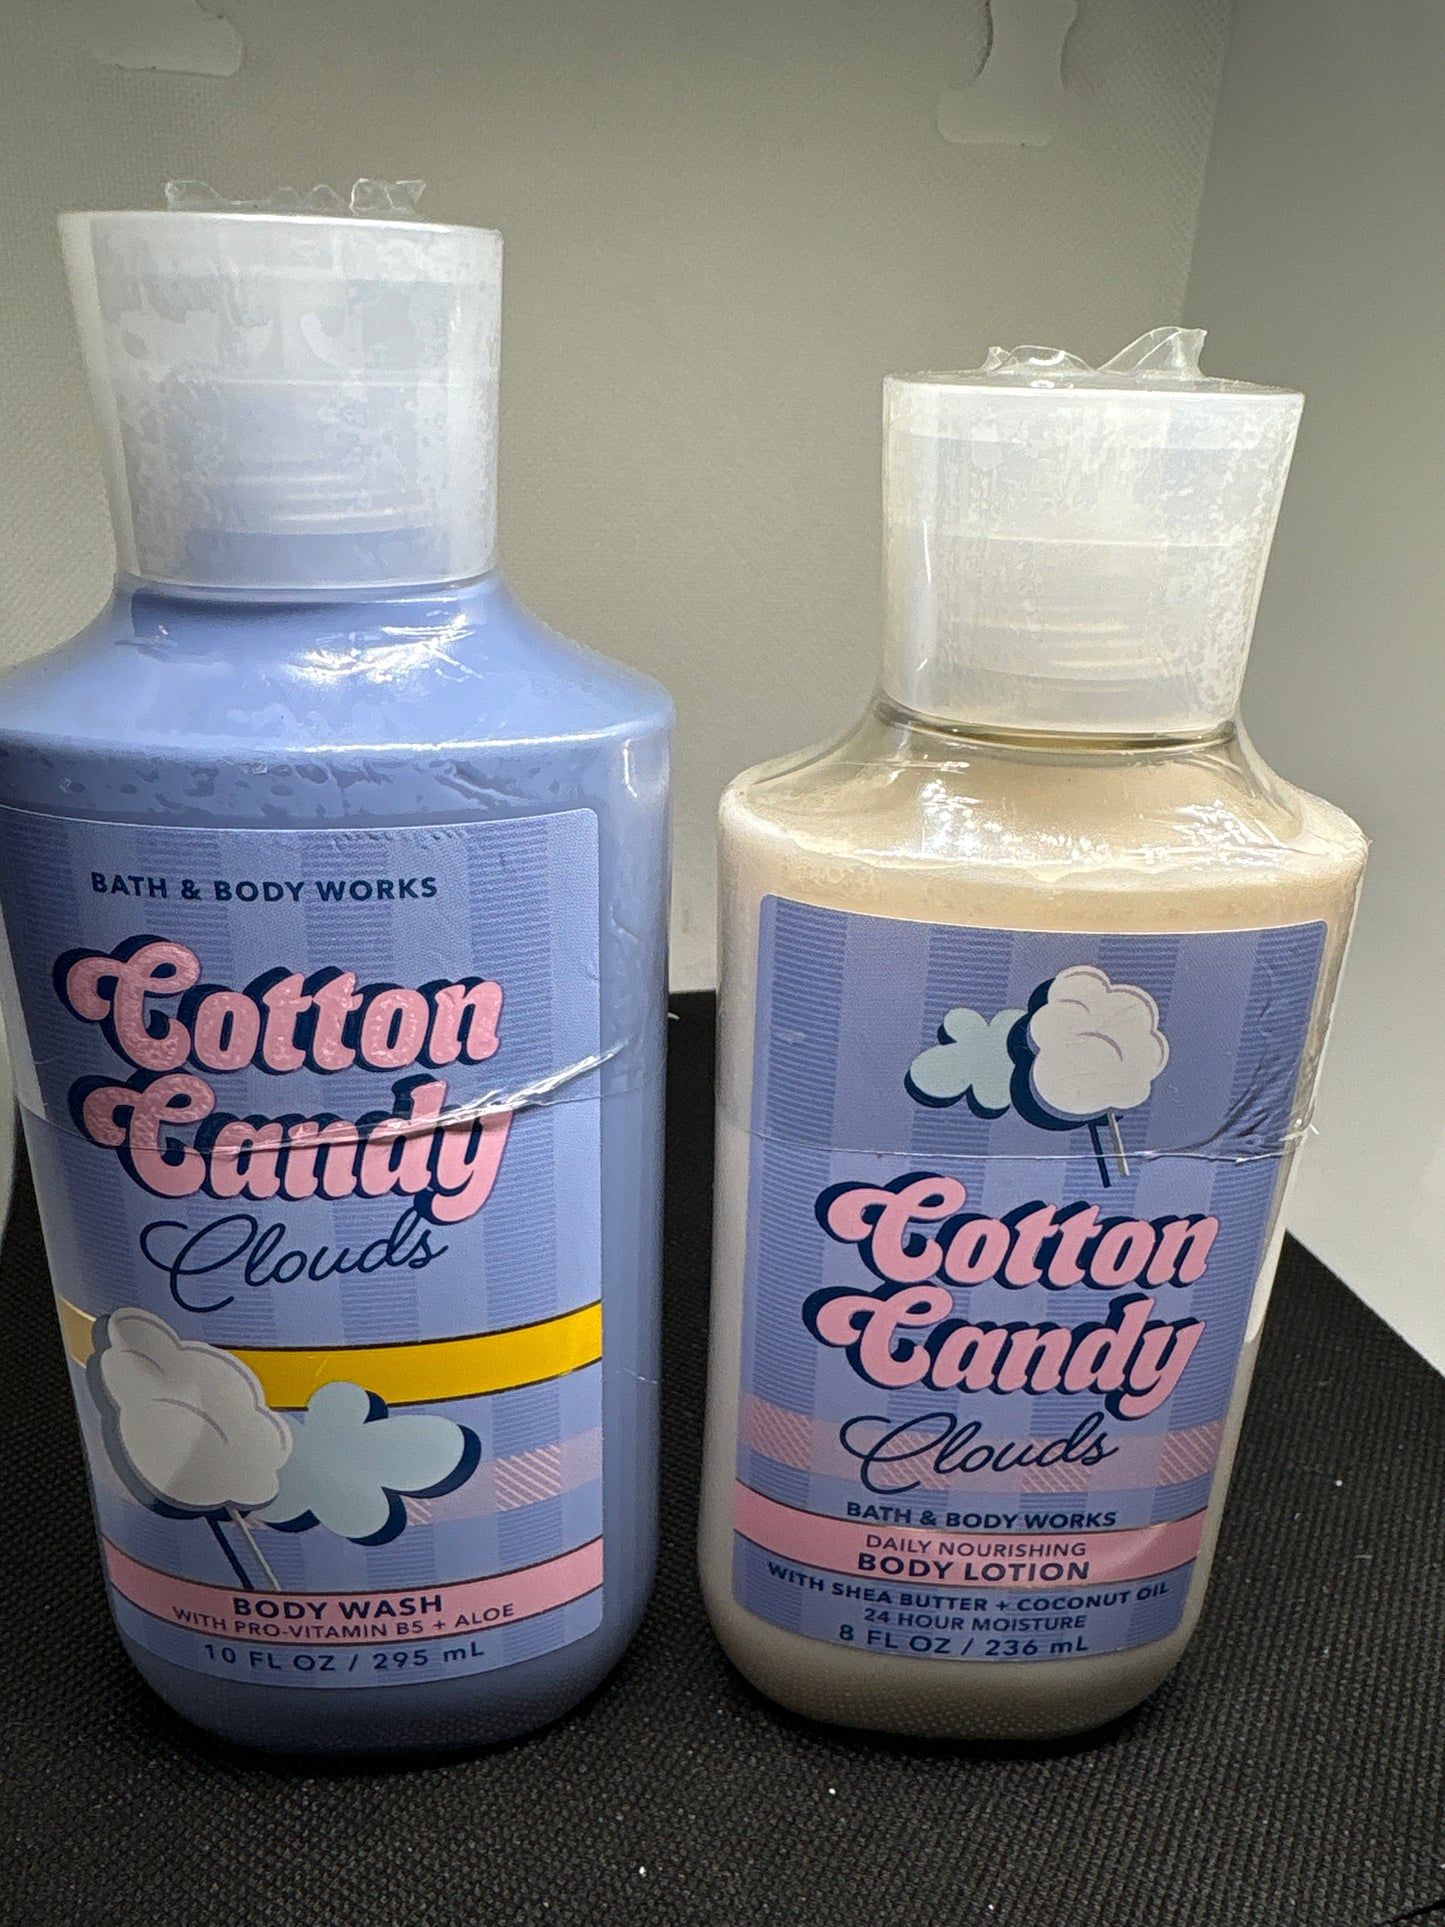 BATH & BODY WORKS
Cotton
Candy
Clouds
BODY WASH
WITH PRO-VITAMIN B5 + ALOE
10 FL OZ / 295 mL
Cotton
Candy
Clouds
BATH & BODY WORKS
DAILY NOURISHING
BODY LOTION
WITH SHEA BUTTER + COCONUT OIL
24 HOUR MOISTURE
8 FL OZ / 236 mL